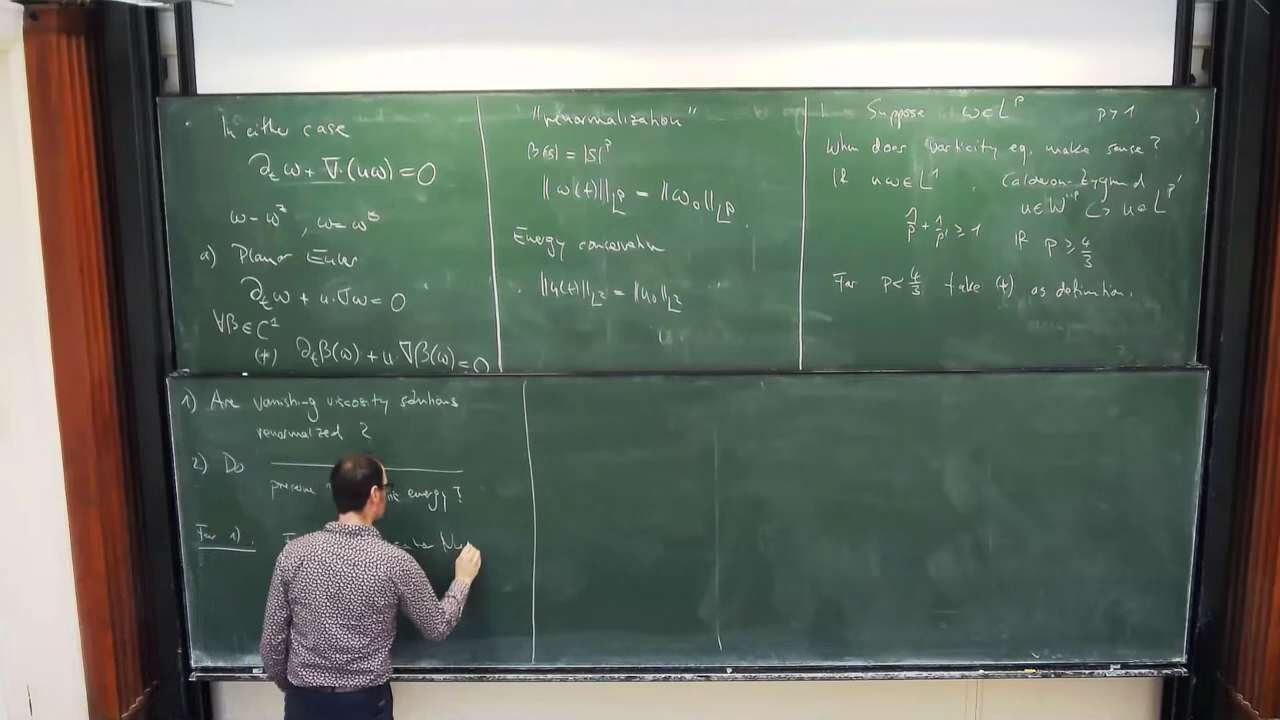 In either case
∂_t ω + ∇·(uω) = 0
a) Planar Euler
∂_t ω + u·∇ω = 0
∀β ∈ C^1
(*) ∂_t β(ω) + u·∇β(ω) = 0
"renormalization"
β(s) = |s|^p
||ω(t)||_{L^p} = ||ω_0||_{L^p}
Energy conservation
||u(t)||_{L^2} = ||u_0||_{L^2}
Suppose ω ∈ L^p p > 1
When does vorticity eq. make sense?
If uω ∈ L^1. Calderon-Zygmund
u ∈ W^{1,p} ↪ u ∈ L^{p'}
1/p + 1/p' ≥ 1 if p ≥ 4/3
For p < 4/3 take (*) as definition.
1) Are vanishing viscosity solutions
renormalized?
2) Do
energy?
For 1).